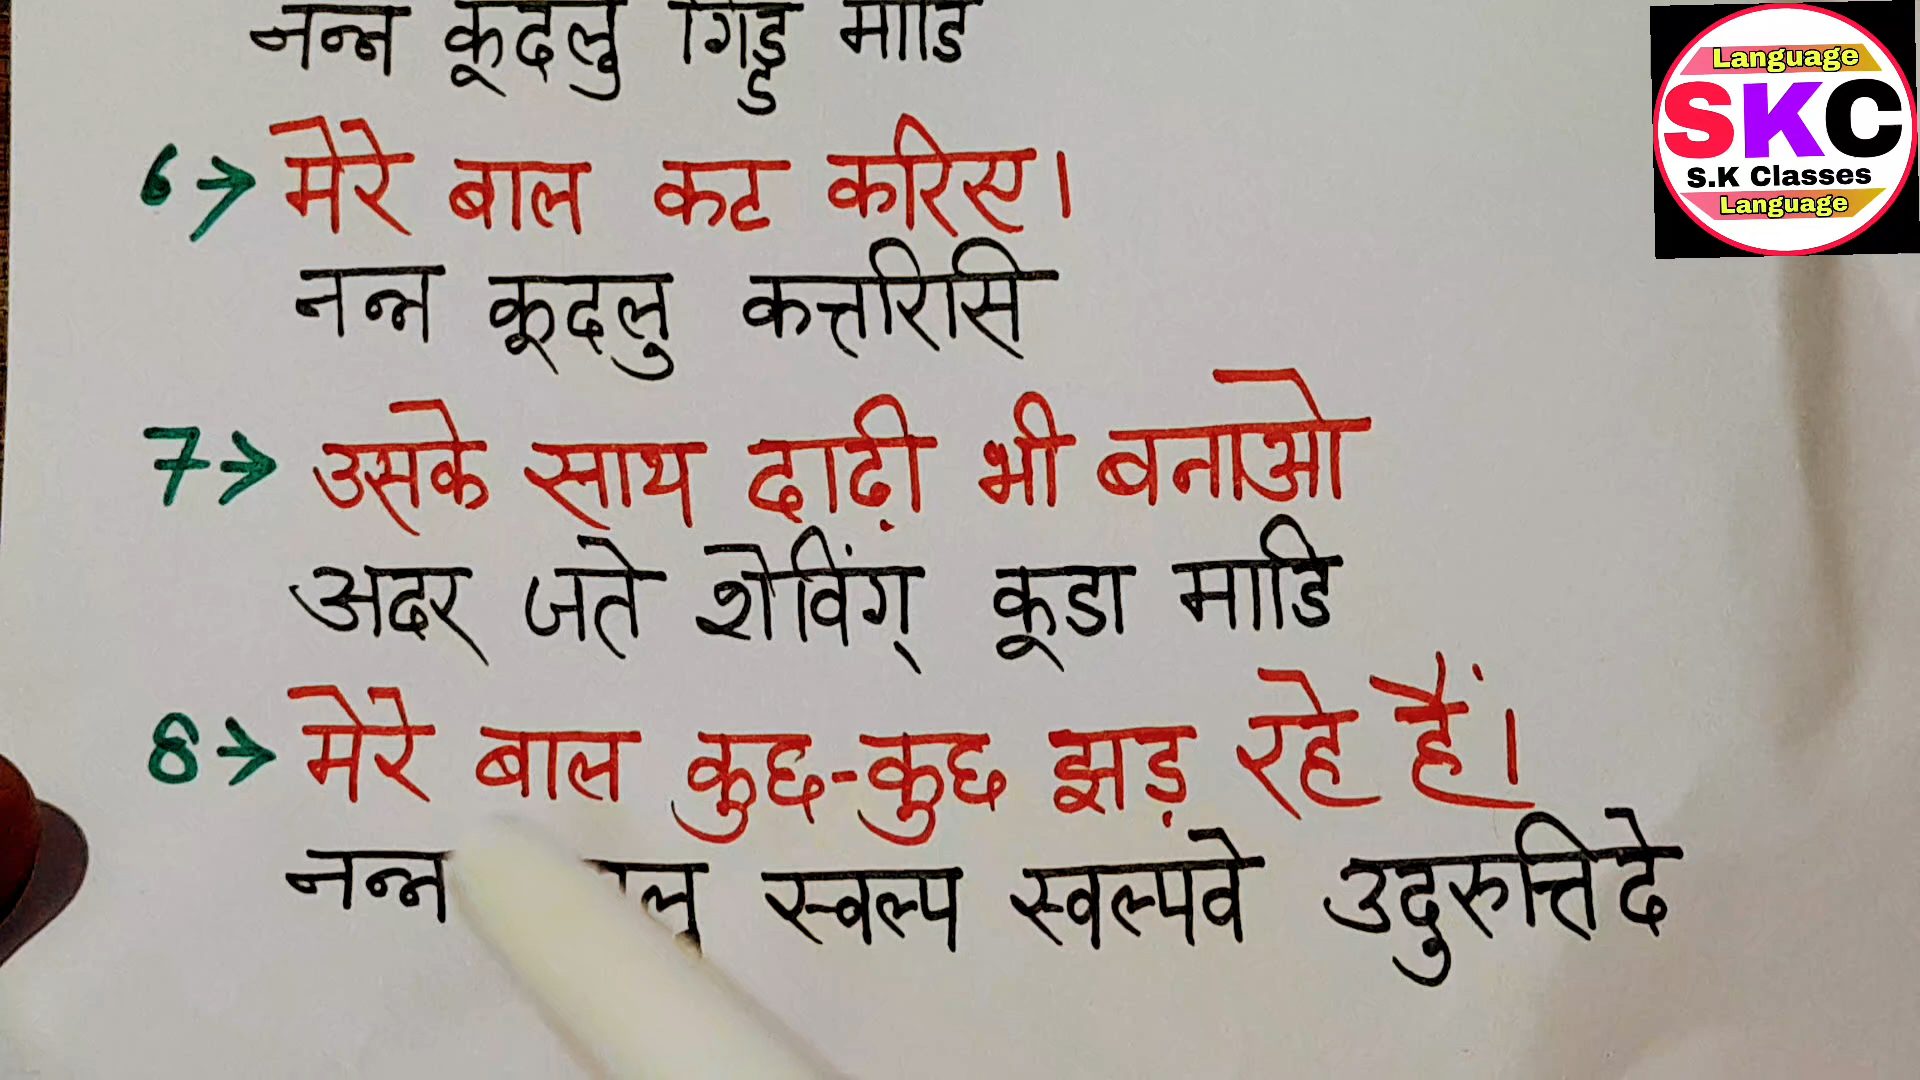 नन्न कूदलु गिड्ड माडि
6→ मेरे बाल कट करिए।
नन्न कूदलु कत्तरिसि
7→ उसके साथ दाढ़ी भी बनाओ
अदर जते शेविंग् कूडा माडि
8→ मेरे बाल कुछ-कुछ झड़ रहे हैं।
नन्न स्वल्प स्वल्पवे उदुरुत्तिदे
Language
SKC
S.K Classes
Language